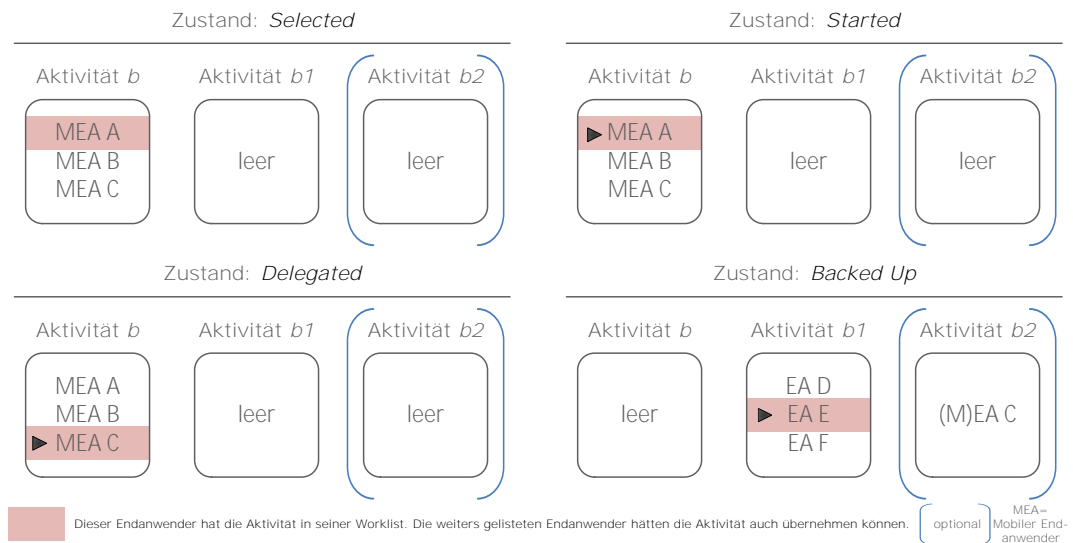 Zustand: Selected
Aktivität b
Aktivität b1
Aktivität b2
MEA A
MEA B
MEA C
leer
leer
Zustand: Started
Aktivität b
Aktivität b1
Aktivität b2
MEA A
MEA B
MEA C
leer
leer
Zustand: Delegated
Aktivität b
Aktivität b1
Aktivität b2
MEA A
MEA B
MEA C
leer
leer
Zustand: Backed Up
Aktivität b
Aktivität b1
Aktivität b2
leer
EA D
EA E
EA F
(M)EA C
Dieser Endanwender hat die Aktivität in seiner Worklist. Die weiters gelisteten Endanwender hätten die Aktivität auch übernehmen können.
optional
MEA=
Mobiler End-
anwender